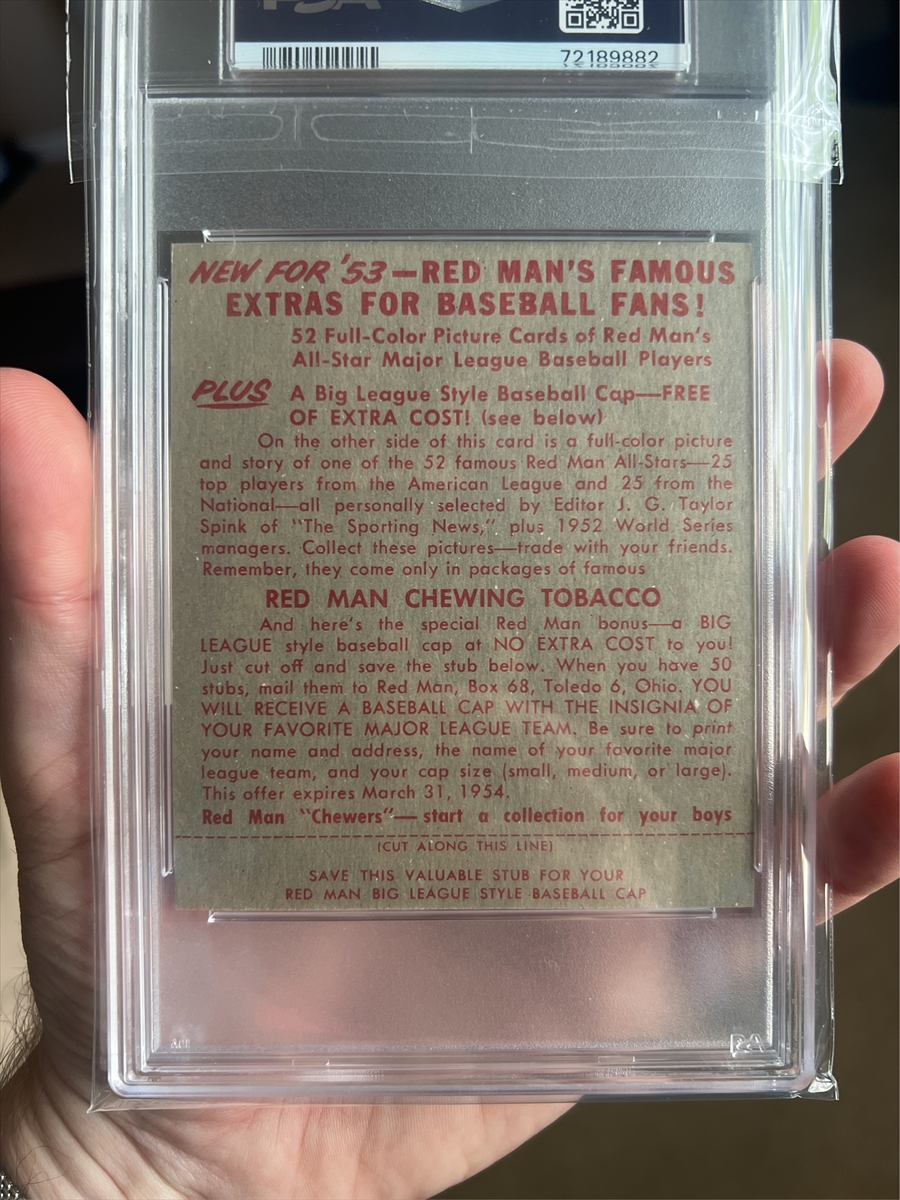 PSA
72189882
NEW FOR '53—RED MAN'S FAMOUS
EXTRAS FOR BASEBALL FANS!
52 Full-Color Picture Cards of Red Man's
All-Star Major League Baseball Players
PLUS A Big League Style Baseball Cap—FREE
OF EXTRA COST! (see below)
On the other side of this card is a full-color picture
and story of one of the 52 famous Red Man All-Stars—25
top players from the American League and 25 from the
National—all personally selected by Editor J. G. Taylor
Spink of "The Sporting News," plus 1952 World Series
managers. Collect these pictures—trade with your friends.
Remember, they come only in packages of famous
RED MAN CHEWING TOBACCO
And here's the special Red Man bonus—a BIG
LEAGUE style baseball cap at NO EXTRA COST to you!
Just cut off and save the stub below. When you have 50
stubs, mail them to Red Man, Box 68, Toledo 6, Ohio. YOU
WILL RECEIVE A BASEBALL CAP WITH THE INSIGNIA OF
YOUR FAVORITE MAJOR LEAGUE TEAM. Be sure to print
your name and address, the name of your favorite major
league team, and your cap size (small, medium, or large).
This offer expires March 31, 1954.
Red Man "Chewers"—start a collection for your boys
(CUT ALONG THIS LINE)
SAVE THIS VALUABLE STUB FOR YOUR
RED MAN BIG LEAGUE STYLE BASEBALL CAP